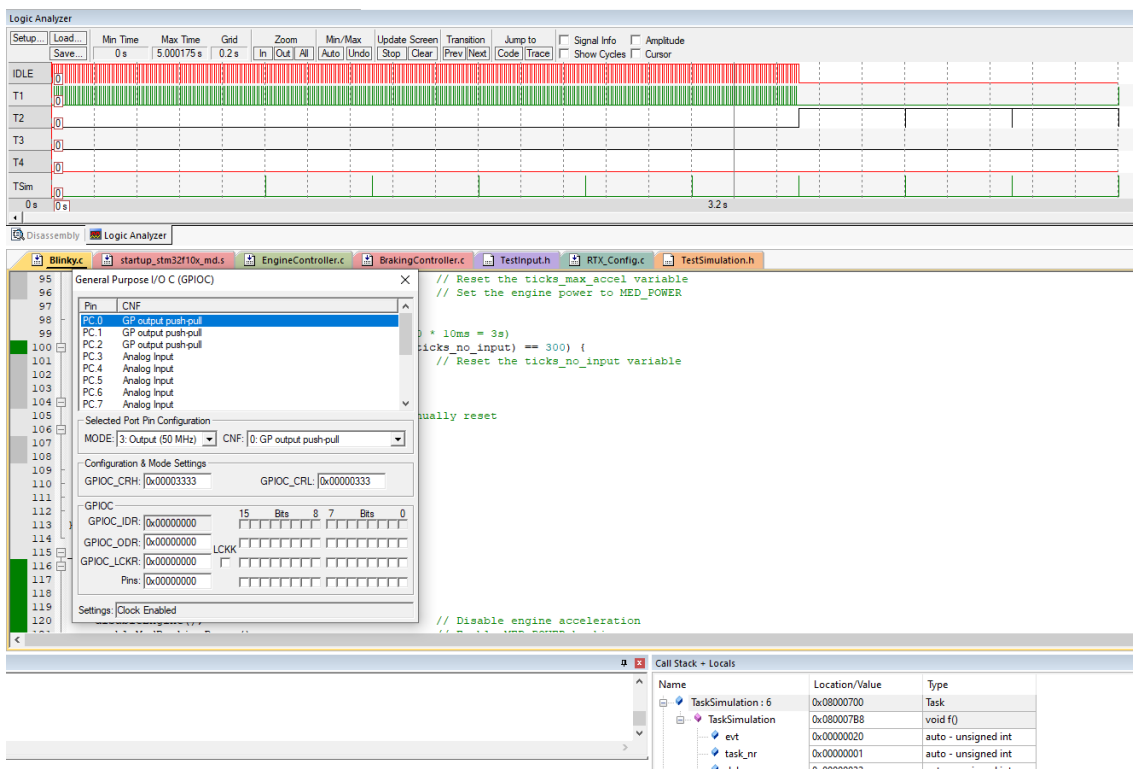 Logic Analyzer
Setup... Load... Min Time Max Time Grid Zoom Min/Max Update Screen Transition Jump to Signal Info Amplitude
Save... 0 s 5.000175 s 0.2 s In Out All Auto Undo Stop Clear Prev Next Code Trace Show Cycles Cursor
IDLE 0
T1 0
T2 0
T3 0
T4 0
TSim 0
0 s 0 s 3.2 s
Disassembly Logic Analyzer
Blinky.c startup_stm32f10x_md.s EngineController.c BrakingController.c TestInput.h RTX_Config.c TestSimulation.h
95 // Reset the ticks_max_accel variable
96 // Set the engine power to MED_POWER
97
98
99 * 10ms = 3s)
100 ticks_no_input) == 300) {
101 // Reset the ticks_no_input variable
102
103
104
105 nually reset
106
107
108
109
110
111
112
113 }
114
115
116
117
118
119
120 // Disable engine acceleration
General Purpose I/O C (GPIOC)
Pin CNF
PC.0 GP output push-pull
PC.1 GP output push-pull
PC.2 GP output push-pull
PC.3 Analog Input
PC.4 Analog Input
PC.5 Analog Input
PC.6 Analog Input
PC.7 Analog Input
Selected Port Pin Configuration
MODE: 3: Output (50 MHz) CNF: 0: GP output push-pull
Configuration & Mode Settings
GPIOC_CRH: 0x00003333 GPIOC_CRL: 0x00000333
GPIOC
15 Bits 8 7 Bits 0
GPIOC_IDR: 0x00000000
GPIOC_ODR: 0x00000000
LCKK
GPIOC_LCKR: 0x00000000
Pins: 0x00000000
Settings: Clock Enabled
Call Stack + Locals
Name Location/Value Type
TaskSimulation : 6 0x08000700 Task
TaskSimulation 0x080007B8 void f()
evt 0x00000020 auto - unsigned int
task_nr 0x00000001 auto - unsigned int